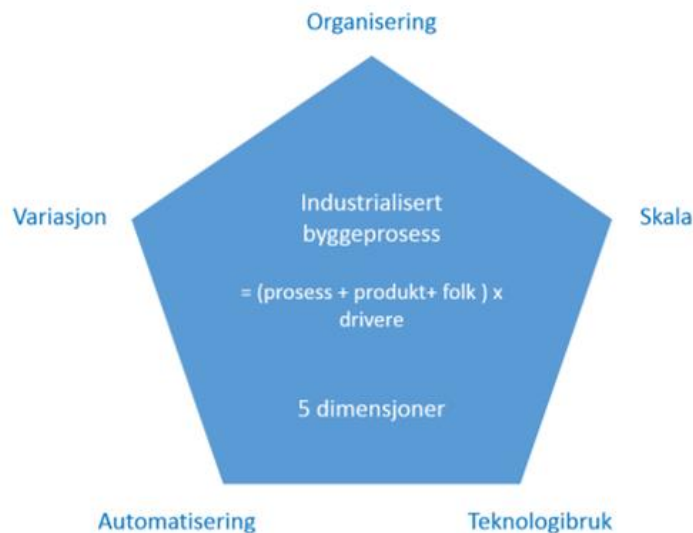 Organisering
Variasjon
Industrialisert
byggeprosess
Skala
= (prosess + produkt+ folk ) x
drivere
5 dimensjoner
Automatisering
Teknologibruk